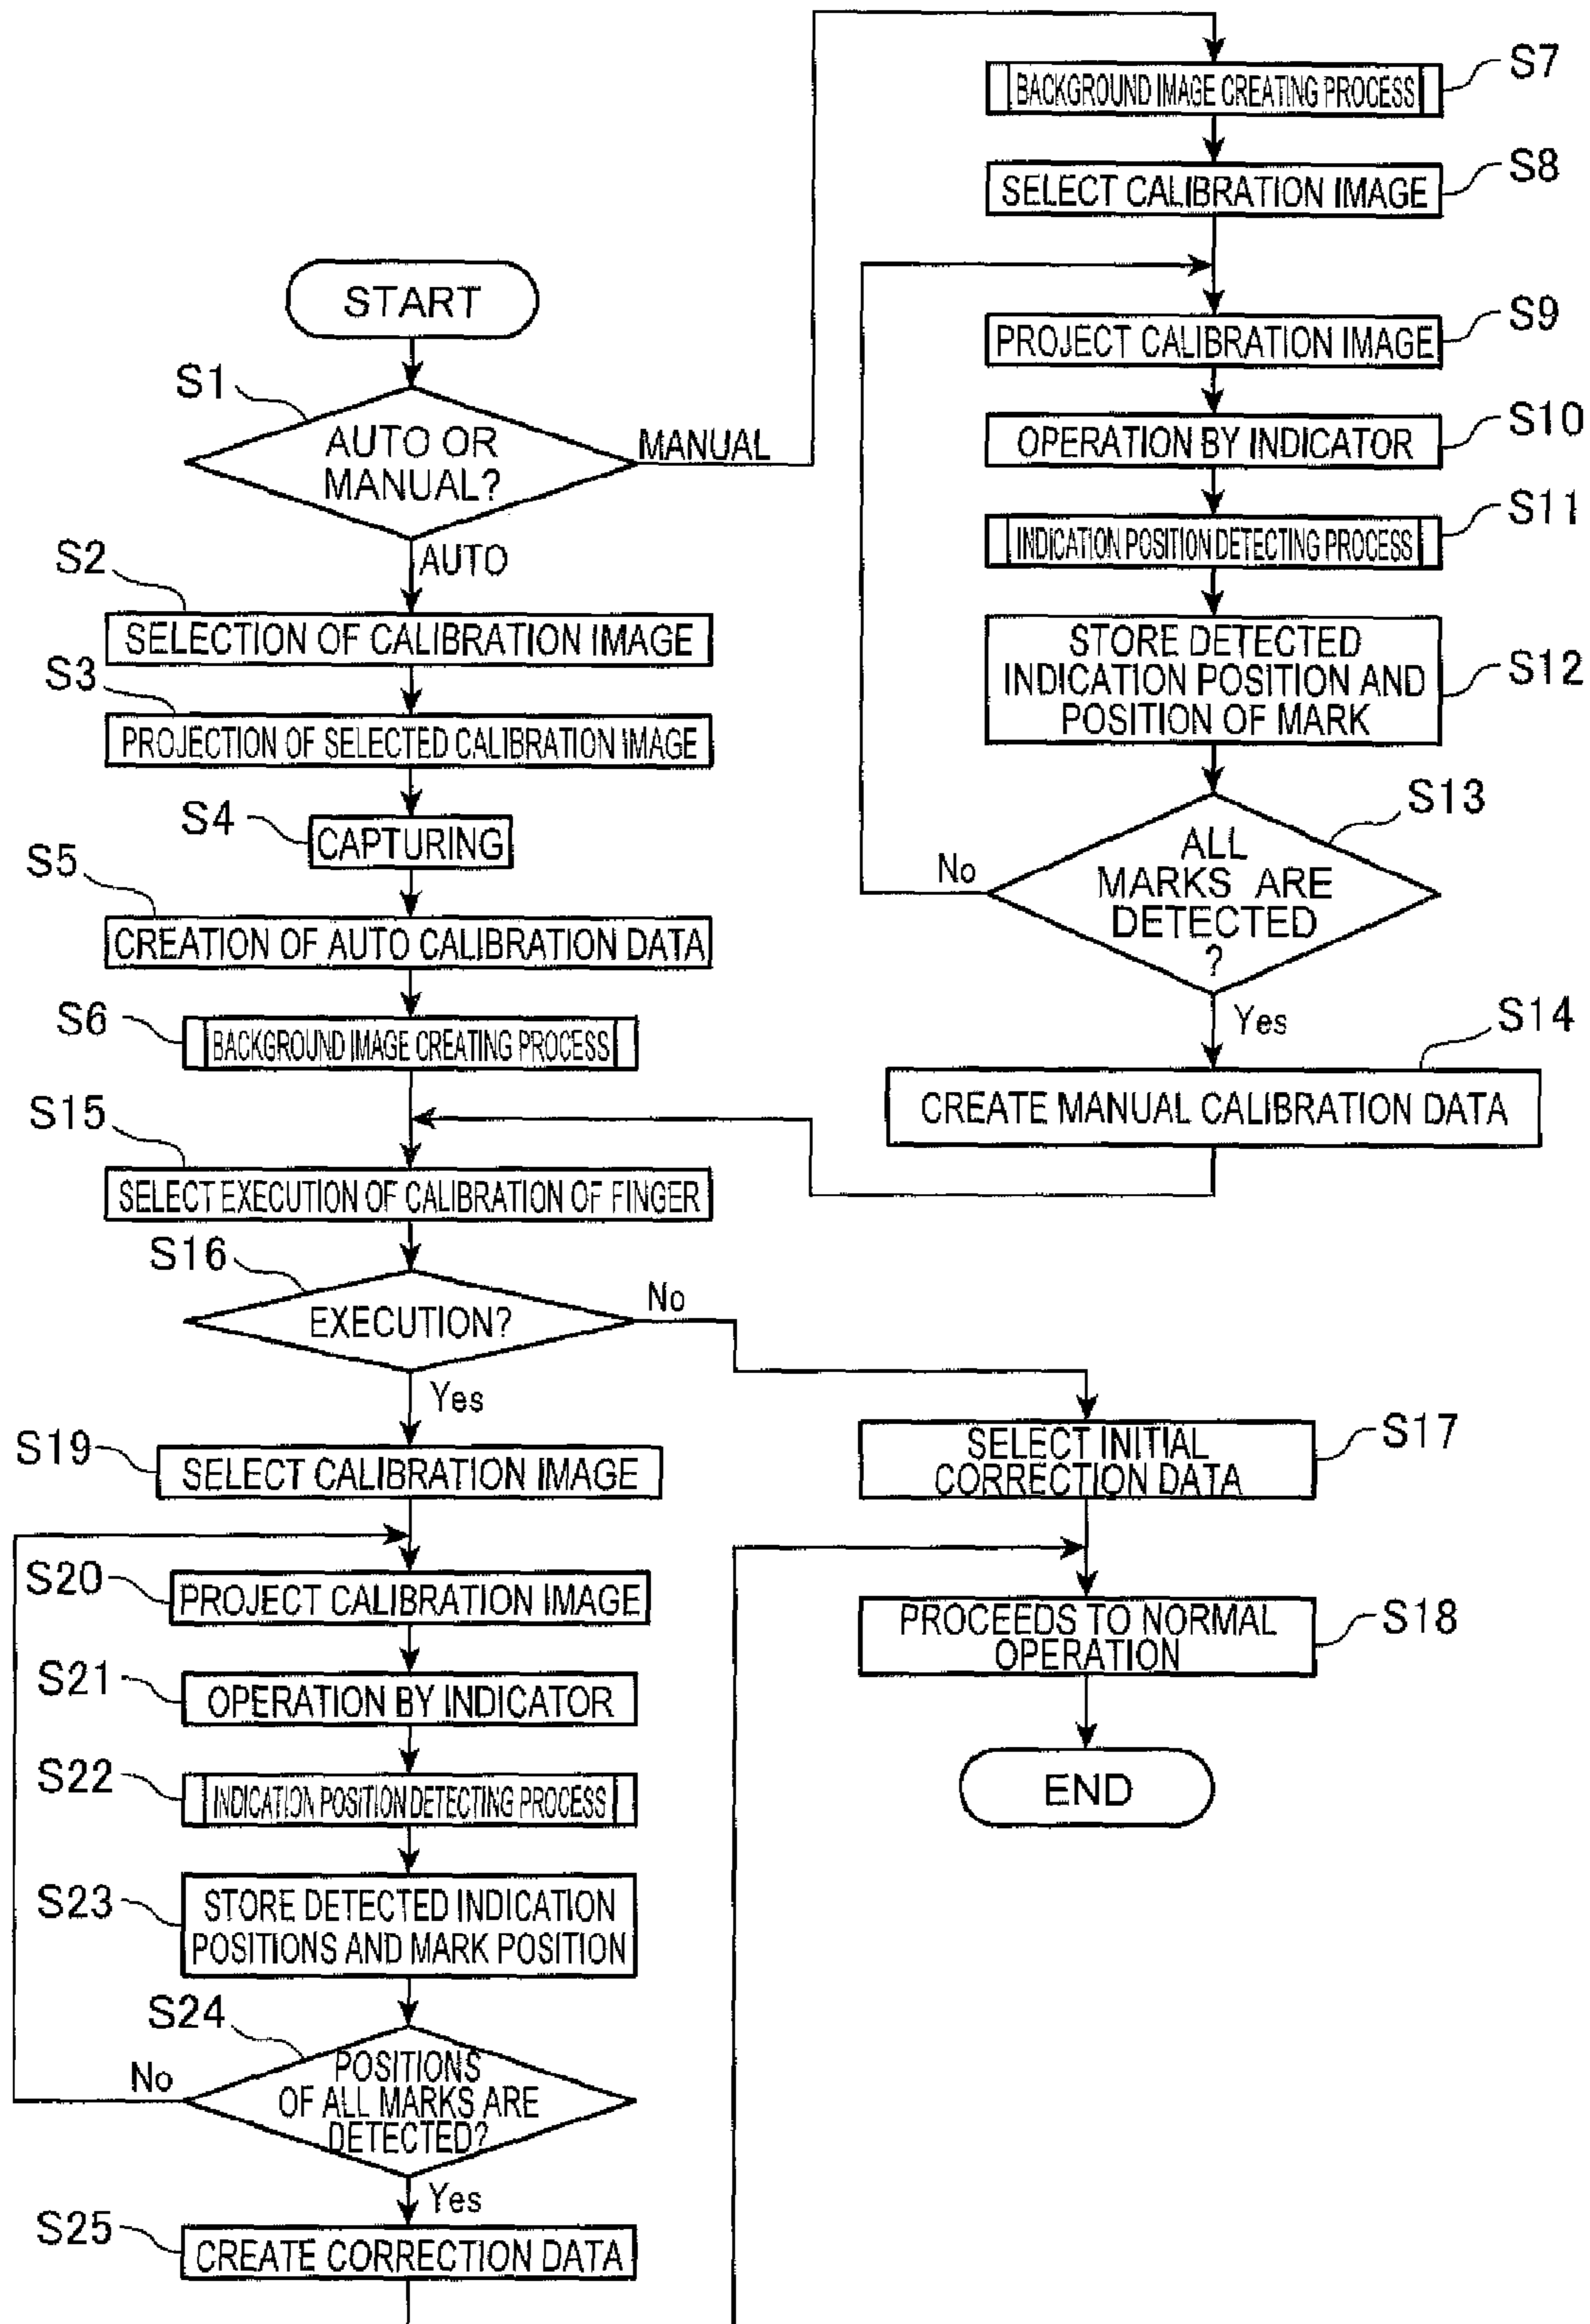 START
S1
AUTO OR
MANUAL?
MANUAL
AUTO
S2
SELECTION OF CALIBRATION IMAGE
S3
PROJECTION OF SELECTED CALIBRATION IMAGE
S4
CAPTURING
S5
CREATION OF AUTO CALIBRATION DATA
S6
BACKGROUND IMAGE CREATING PROCESS
S7
BACKGROUND IMAGE CREATING PROCESS
S8
SELECT CALIBRATION IMAGE
S9
PROJECT CALIBRATION IMAGE
S10
OPERATION BY INDICATOR
S11
INDICATION POSITION DETECTING PROCESS
S12
STORE DETECTED
INDICATION POSITION AND
POSITION OF MARK
S13
ALL
MARKS ARE
DETECTED
?
No
Yes
S14
CREATE MANUAL CALIBRATION DATA
S15
SELECT EXECUTION OF CALIBRATION OF FINGER
S16
EXECUTION?
No
Yes
S17
SELECT INITIAL
CORRECTION DATA
S18
PROCEEDS TO NORMAL
OPERATION
END
S19
SELECT CALIBRATION IMAGE
S20
PROJECT CALIBRATION IMAGE
S21
OPERATION BY INDICATOR
S22
INDICATION POSITION DETECTING PROCESS
S23
STORE DETECTED INDICATION
POSITIONS AND MARK POSITION
S24
POSITIONS
OF ALL MARKS ARE
DETECTED?
No
Yes
S25
CREATE CORRECTION DATA